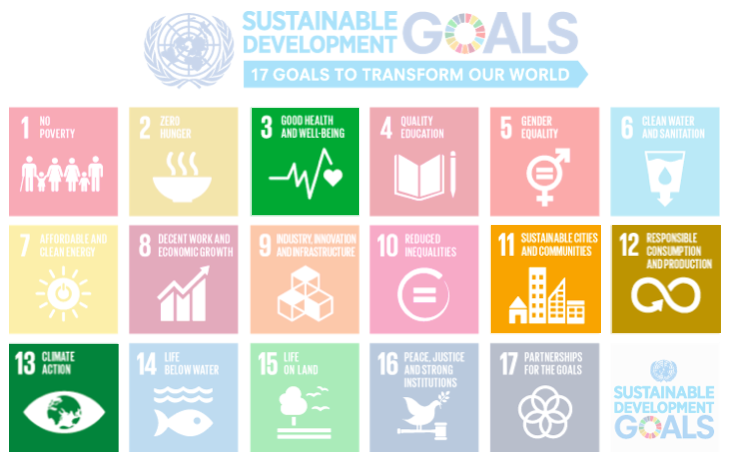 SUSTAINABLE
DEVELOPMENT GOALS
17 GOALS TO TRANSFORM OUR WORLD
1 NO
POVERTY
2 ZERO
HUNGER
3 GOOD HEALTH
AND WELL-BEING
4 QUALITY
EDUCATION
5 GENDER
EQUALITY
6 CLEAN WATER
AND SANITATION
7 AFFORDABLE AND
CLEAN ENERGY
8 DECENT WORK AND
ECONOMIC GROWTH
9 INDUSTRY, INNOVATION
AND INFRASTRUCTURE
10 REDUCED
INEQUALITIES
11 SUSTAINABLE CITIES
AND COMMUNITIES
12 RESPONSIBLE
CONSUMPTION
AND PRODUCTION
13 CLIMATE
ACTION
14 LIFE
BELOW WATER
15 LIFE
ON LAND
16 PEACE, JUSTICE
AND STRONG
INSTITUTIONS
17 PARTNERSHIPS
FOR THE GOALS
SUSTAINABLE
DEVELOPMENT
GOALS